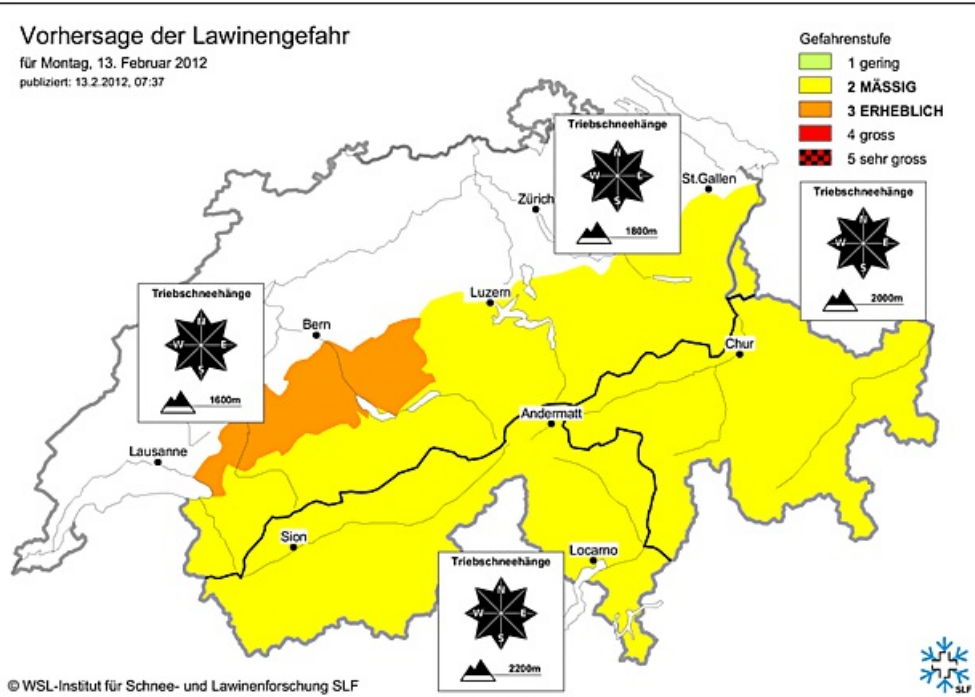 Vorhersage der Lawinengefahr
für Montag, 13. Februar 2012
publiziert: 13.2.2012, 07:37
Gefahrenstufe
1 gering
2 MÄSSIG
3 ERHEBLICH
4 gross
5 sehr gross
Triebschneehänge
N
W E
S
1800m
St.Gallen
Zürich
Triebschneehänge
N
W E
S
2000m
Triebschneehänge
N
W E
S
1600m
Luzern
Bern
Chur
Andermatt
Lausanne
Sion
Locarno
Triebschneehänge
N
W E
S
2200m
© WSL-Institut für Schnee- und Lawinenforschung SLF
SLF